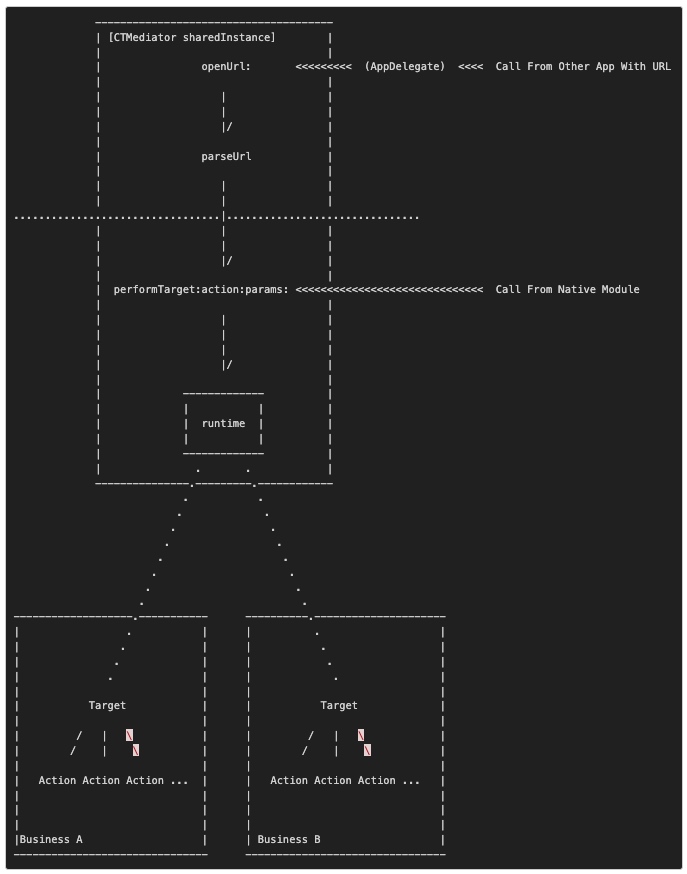 [CTMediator sharedInstance]
openUrl: <<<<<<<<< (AppDelegate) <<<< Call From Other App With URL
parseUrl
performTarget:action:params: <<<<<<<<<<<<<<<<<<<<<<<<<<<<<< Call From Native Module
runtime
Target Target
Action Action Action ... Action Action Action ...
Business A Business B